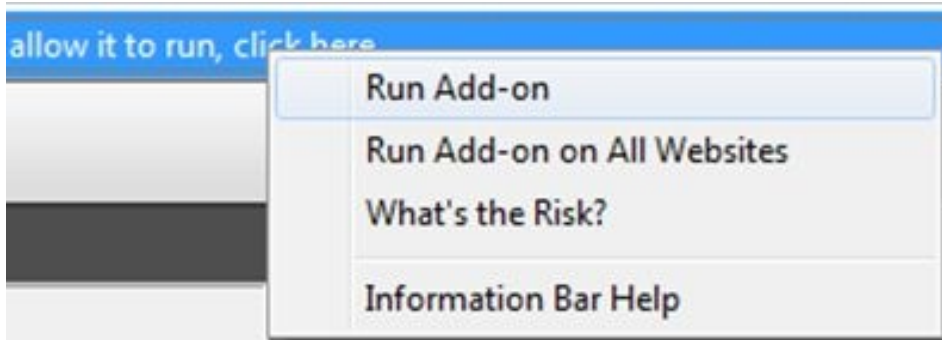 allow it to run, click here
Run Add-on
Run Add-on on All Websites
What's the Risk?
Information Bar Help